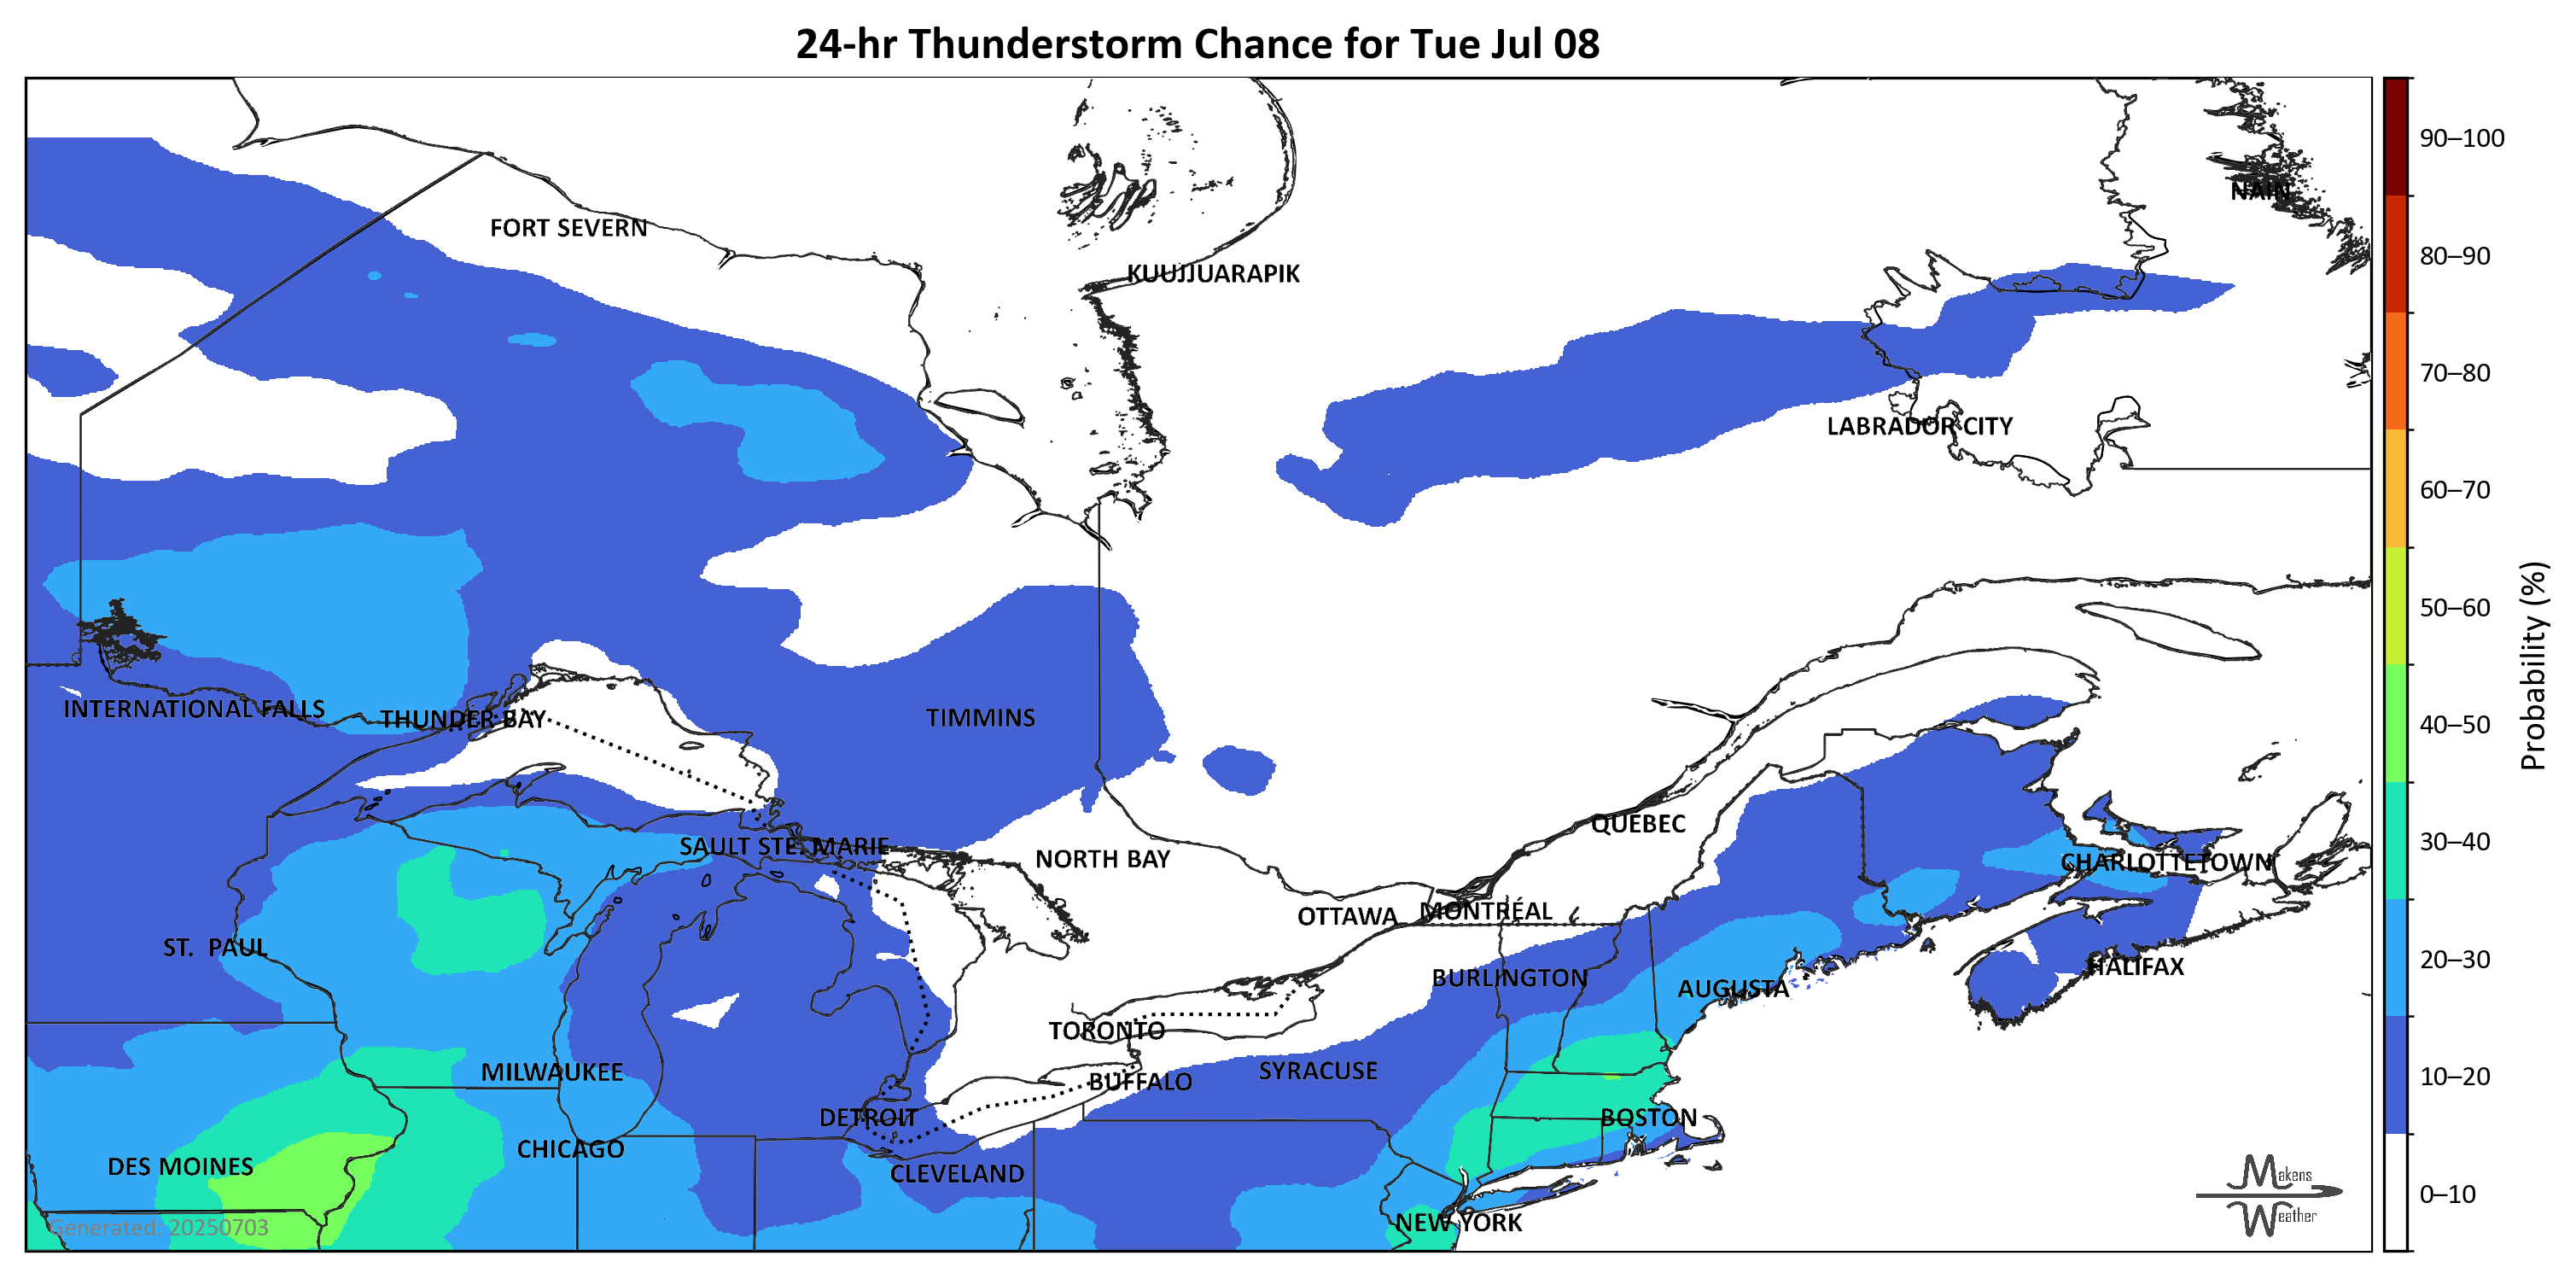 24-hr Thunderstorm Chance for Tue Jul 08
90–100
NAIN
FORT SEVERN
80–90
KUUJJUARAPIK
70–80
LABRADOR CITY
60–70
50–60
Probability (%)
INTERNATIONAL FALLS
THUNDER BAY
TIMMINS
40–50
QUEBEC
SAULT STE. MARIE
NORTH BAY
CHARLOTTETOWN
30–40
OTTAWA
MONTRÉAL
ST. PAUL
HALIFAX
20–30
BURLINGTON
AUGUSTA
TORONTO
MILWAUKEE
SYRACUSE
10–20
BUFFALO
DETROIT
BOSTON
CHICAGO
DES MOINES
CLEVELAND
Makens
Weather
0–10
NEW YORK
Generated: 20250703